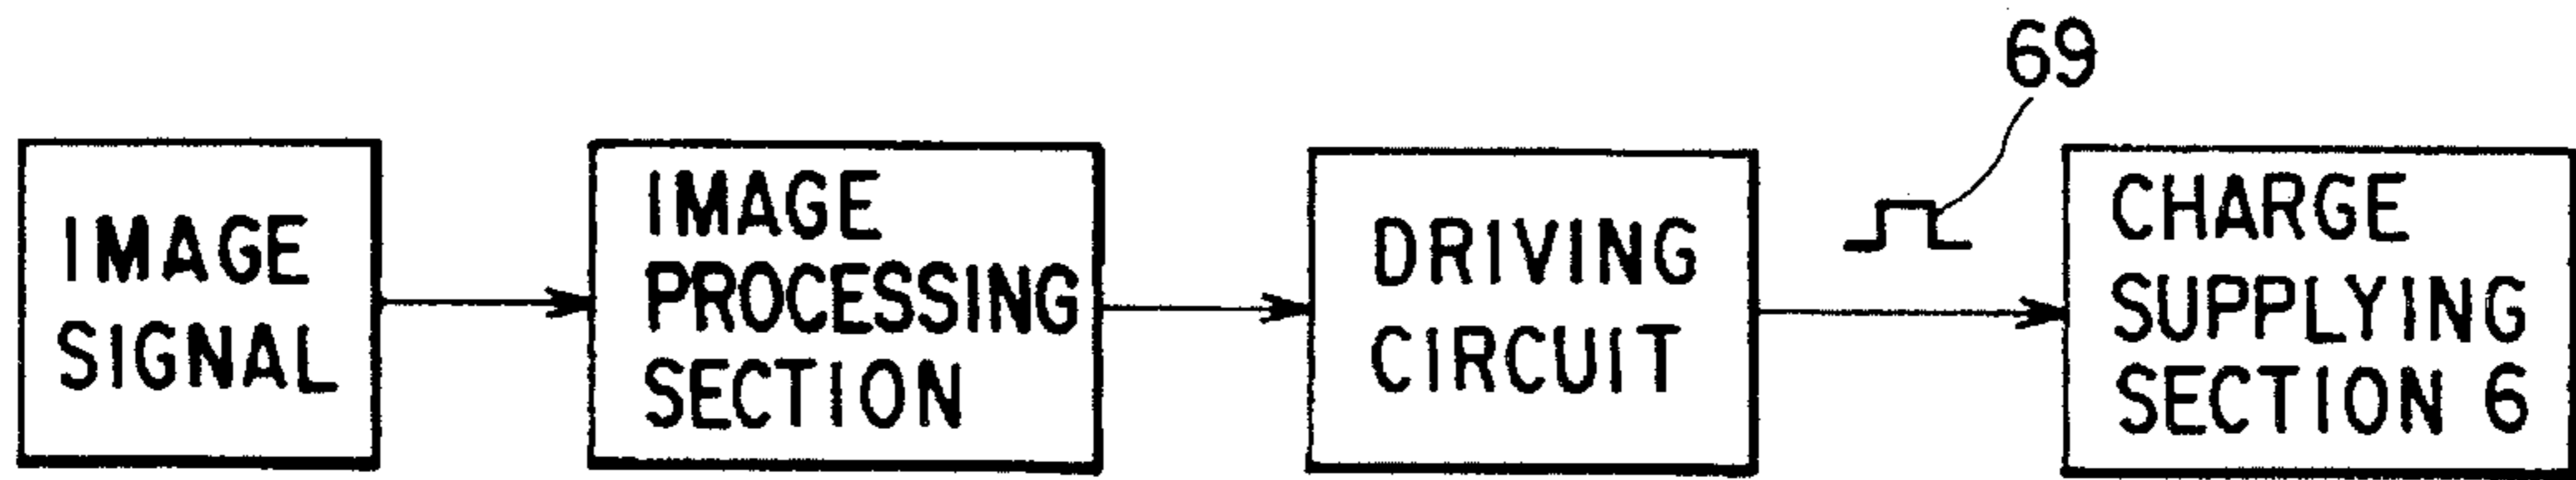 69
IMAGE
SIGNAL
IMAGE
PROCESSING
SECTION
DRIVING
CIRCUIT
CHARGE
SUPPLYING
SECTION 6